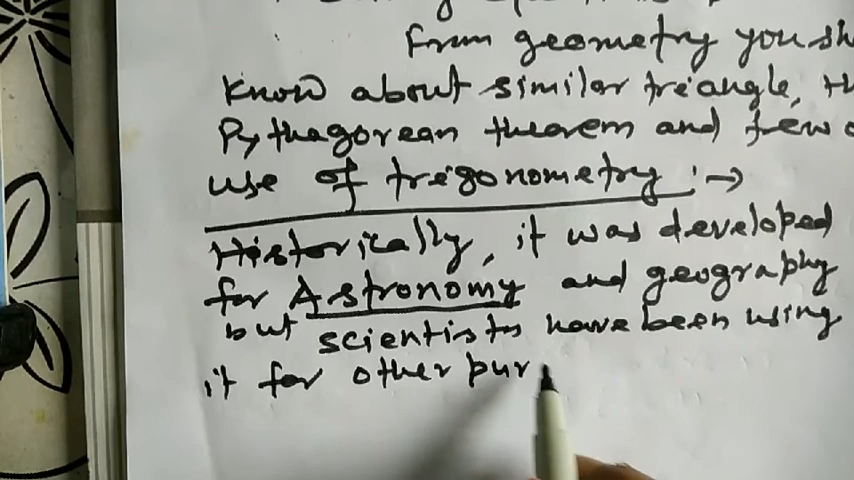 From geometry you sh
Know about similar triangle, th
Pythagorean theorem and few o
use of trigonometry :→
Historically, it was developed
for Astronomy and geography
but scientists have been using
it for other pur